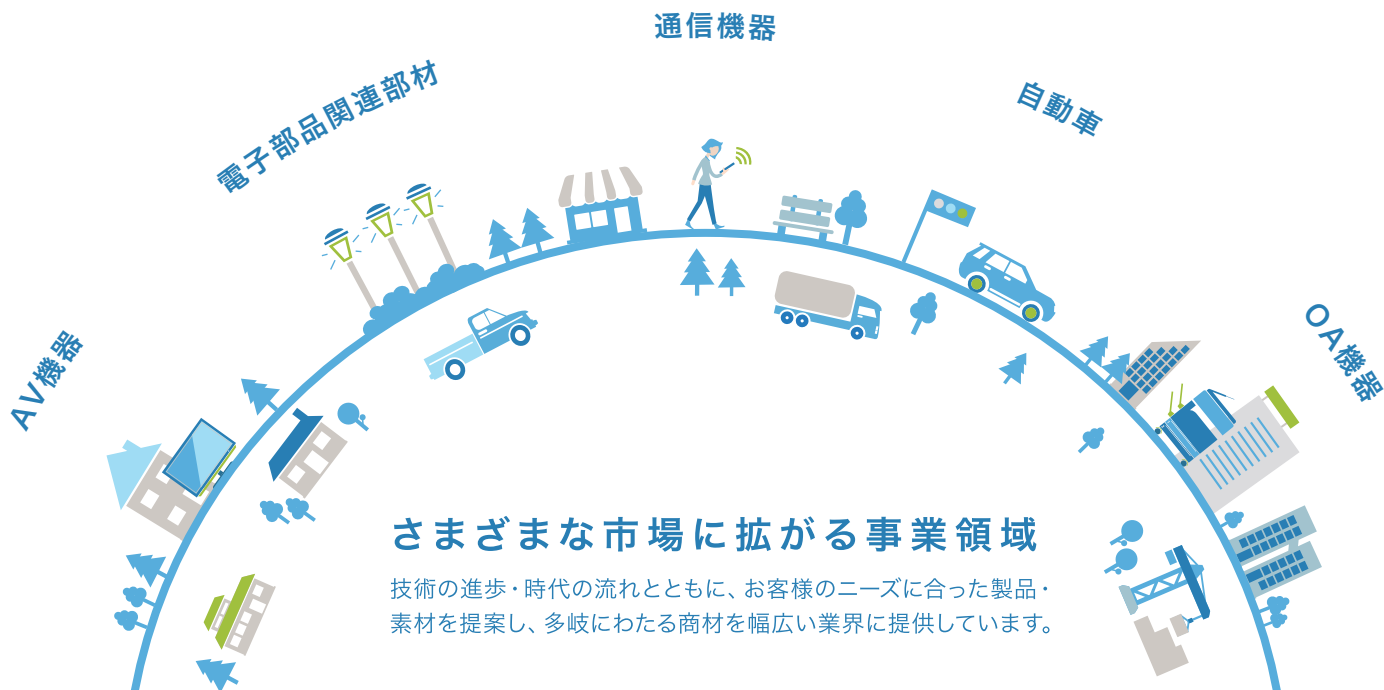 通信機器
電子部品関連部材
自動車
AV機器
OA機器
さまざまな市場に拡がる事業領域
技術の進歩・時代の流れとともに、お客様のニーズに合った製品・
素材を提案し、多岐にわたる商材を幅広い業界に提供しています。